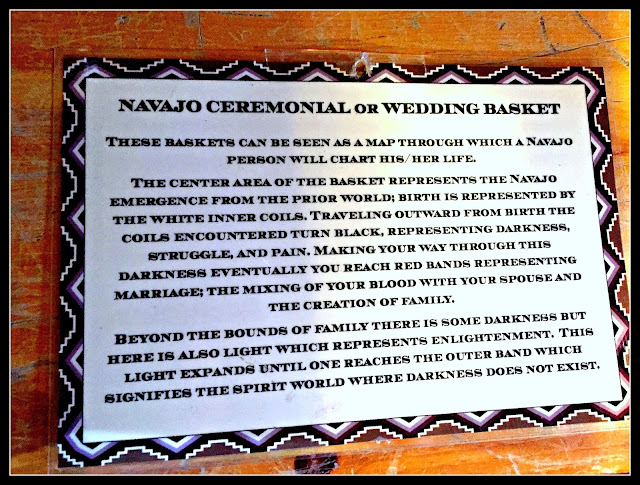 NAVAJO CEREMONIAL OR WEDDING BASKET
THESE BASKETS CAN BE SEEN AS A MAP THROUGH WHICH A NAVAJO
PERSON WILL CHART HIS/HER LIFE.
THE CENTER AREA OF THE BASKET REPRESENTS THE NAVAJO
EMERGENCE FROM THE PRIOR WORLD; BIRTH IS REPRESENTED BY
THE WHITE INNER COILS. TRAVELING OUTWARD FROM BIRTH THE
COILS ENCOUNTERED TURN BLACK, REPRESENTING DARKNESS,
STRUGGLE, AND PAIN. MAKING YOUR WAY THROUGH THIS
DARKNESS EVENTUALLY YOU REACH RED BANDS REPRESENTING
MARRIAGE; THE MIXING OF YOUR BLOOD WITH YOUR SPOUSE AND
THE CREATION OF FAMILY.
BEYOND THE BOUNDS OF FAMILY THERE IS SOME DARKNESS BUT
HERE IS ALSO LIGHT WHICH REPRESENTS ENLIGHTENMENT. THIS
LIGHT EXPANDS UNTIL ONE REACHES THE OUTER BAND WHICH
SIGNIFIES THE SPIRIT WORLD WHERE DARKNESS DOES NOT EXIST.